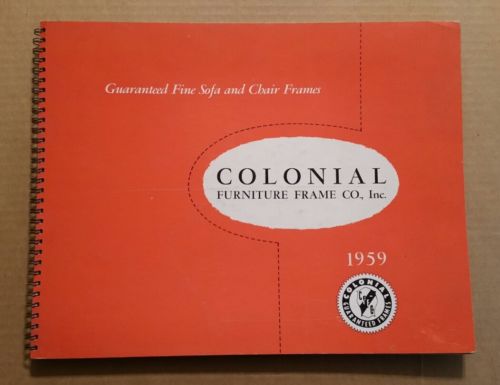 Guaranteed Fine Sofa and Chair Frames
COLONIAL
FURNITURE FRAME CO., Inc.
1959
COLONIAL
GUARANTEED FRAMES